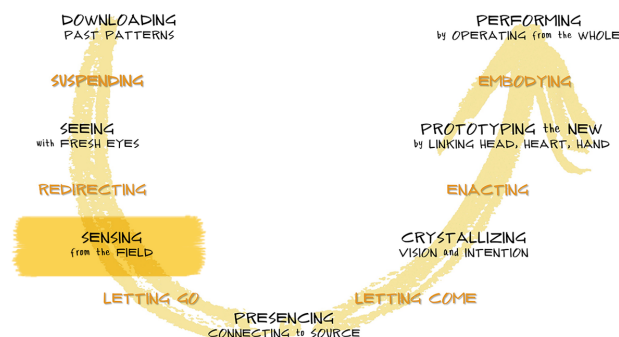 DOWNLOADING
PAST PATTERNS
SUSPENDING
SEEING
with FRESH EYES
REDIRECTING
SENSING
from the FIELD
LETTING GO
PRESENCING
CONNECTING to SOURCE
LETTING COME
CRYSTALLIZING
VISION and INTENTION
ENACTING
PROTOTYPING the NEW
by LINKING HEAD, HEART, HAND
EMBODYING
PERFORMING
by OPERATING from the WHOLE